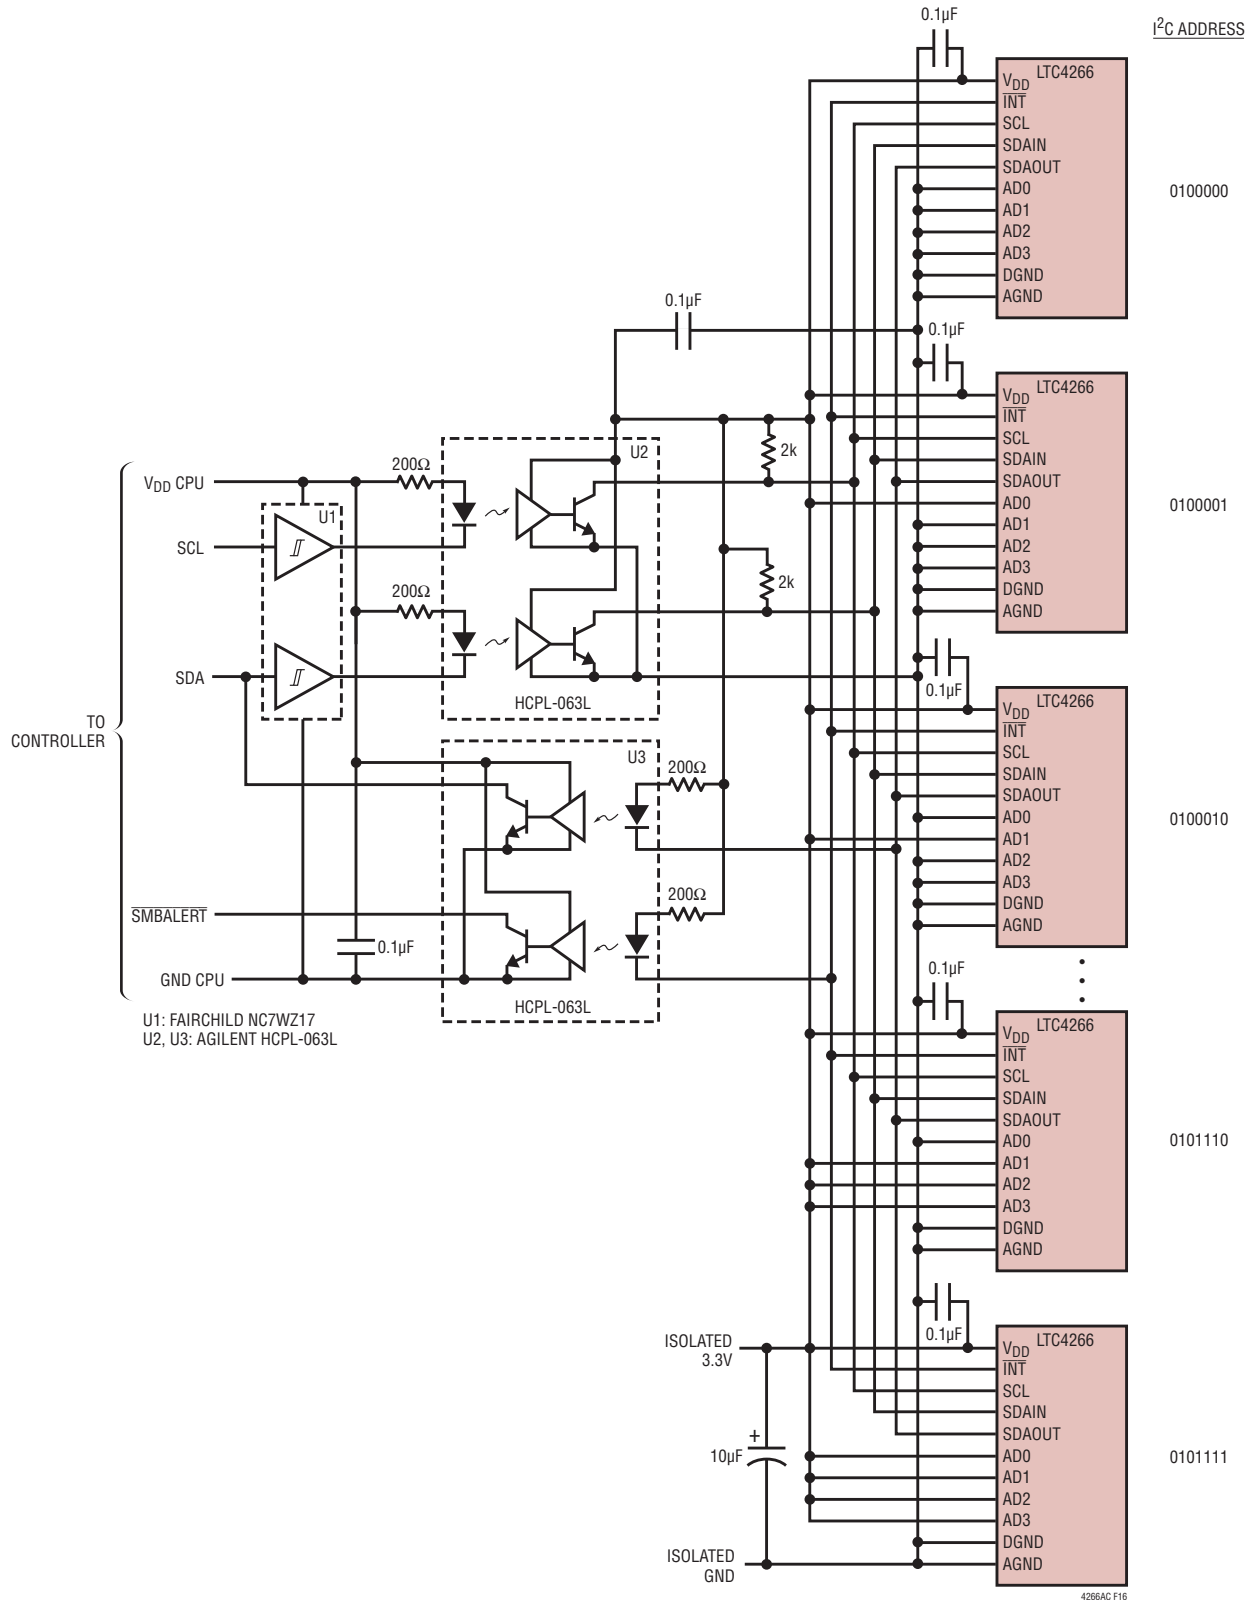 I2C ADDRESS
0.1µF
LTC4266
VDD
INT
SCL
SDAIN
SDAOUT
AD0
AD1
AD2
AD3
DGND
AGND
0100000
0.1µF
0.1µF
LTC4266
VDD
INT
SCL
SDAIN
SDAOUT
AD0
AD1
AD2
AD3
DGND
AGND
0100001
TO
CONTROLLER
VDD CPU
SCL
SDA
SMBALERT
GND CPU
U1
200Ω
200Ω
U2
HCPL-063L
2k
2k
U3
200Ω
200Ω
HCPL-063L
0.1µF
U1: FAIRCHILD NC7WZ17
U2, U3: AGILENT HCPL-063L
0.1µF
LTC4266
VDD
INT
SCL
SDAIN
SDAOUT
AD0
AD1
AD2
AD3
DGND
AGND
0100010
0.1µF
LTC4266
VDD
INT
SCL
SDAIN
SDAOUT
AD0
AD1
AD2
AD3
DGND
AGND
0101110
0.1µF
ISOLATED
3.3V
+
10µF
ISOLATED
GND
LTC4266
VDD
INT
SCL
SDAIN
SDAOUT
AD0
AD1
AD2
AD3
DGND
AGND
0101111
4266AC F16